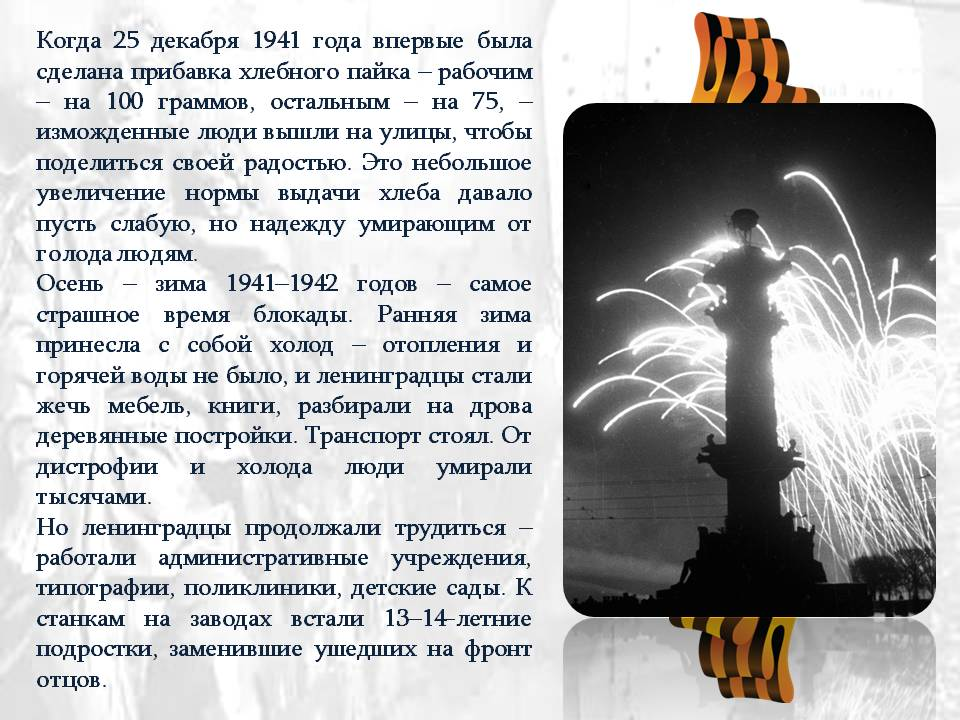 Когда 25 декабря 1941 года впервые была
сделана прибавка хлебного пайка – рабочим
– на 100 граммов, остальным – на 75, –
изможденные люди вышли на улицы, чтобы
поделиться своей радостью. Это небольшое
увеличение нормы выдачи хлеба давало
пусть слабую, но надежду умирающим от
голода людям.
Осень – зима 1941–1942 годов – самое
страшное время блокады. Ранняя зима
принесла с собой холод – отопления и
горячей воды не было, и ленинградцы стали
жечь мебель, книги, разбирали на дрова
деревянные постройки. Транспорт стоял. От
дистрофии и холода люди умирали
тысячами.
Но ленинградцы продолжали трудиться –
работали административные учреждения,
типографии, поликлиники, детские сады. К
станкам на заводах встали 13–14-летние
подростки, заменившие ушедших на фронт
отцов.